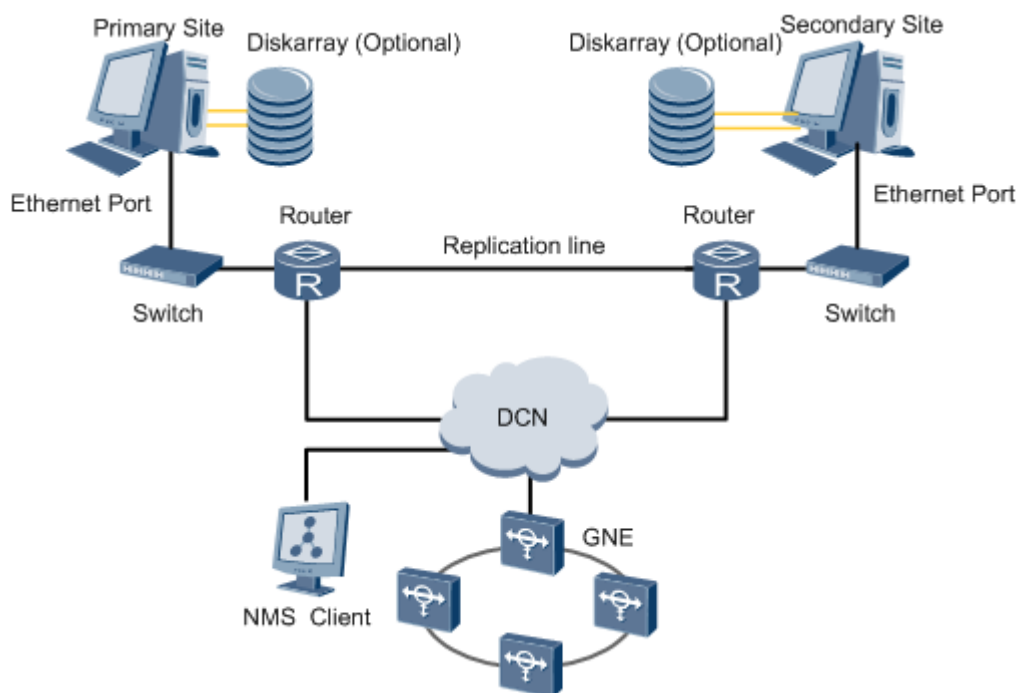 Primary Site
Diskarray (Optional)
Diskarray (Optional)
Secondary Site
Ethernet Port
Ethernet Port
Router
Router
Replication line
R
R
Switch
Switch
DCN
GNE
NMS Client